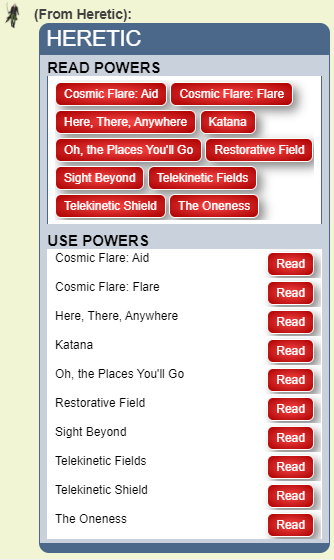 (From Heretic):
HERETIC
READ POWERS
Cosmic Flare: Aid Cosmic Flare: Flare
Here, There, Anywhere Katana
Oh, the Places You'll Go Restorative Field
Sight Beyond Telekinetic Fields
Telekinetic Shield The Oneness
USE POWERS
Cosmic Flare: Aid Read
Cosmic Flare: Flare Read
Here, There, Anywhere Read
Katana Read
Oh, the Places You'll Go Read
Restorative Field Read
Sight Beyond Read
Telekinetic Fields Read
Telekinetic Shield Read
The Oneness Read